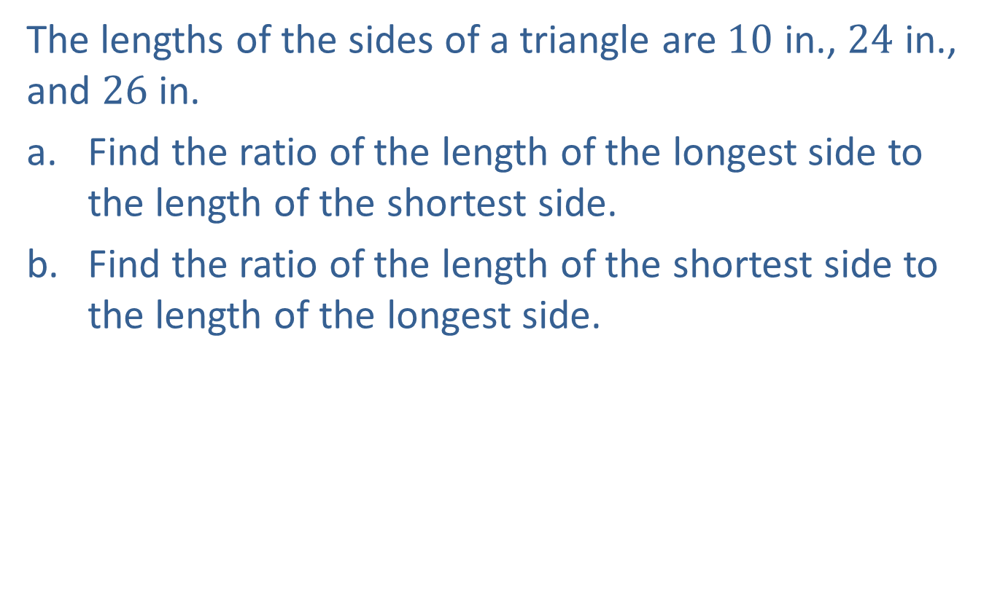 The lengths of the sides of a triangle are 10 in., 24 in.,
and 26 in.
a. Find the ratio of the length of the longest side to
the length of the shortest side.
b. Find the ratio of the length of the shortest side to
the length of the longest side.